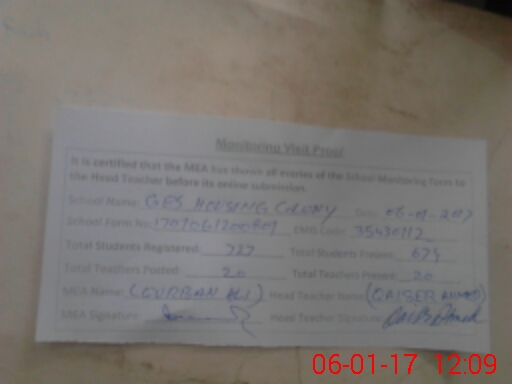 Monitoring Visit Proof
It is certified that the MEA has shown all entries of the School Monitoring Form to
the Head Teacher before its online submission.
School Name: GES HOUSING COLONY Date: 06-01-2017
School Form No: EMIS Code: 35430112
Total Students Registered: 727 Total Students Present: 674
Total Teachers Posted: 20 Total Teachers Present: 20
MEA Name: (QURBAN ALI) Head Teacher Name: (QAISER AHMED)
MEA Signature: Head Teacher Signature:
06-01-17 12:09